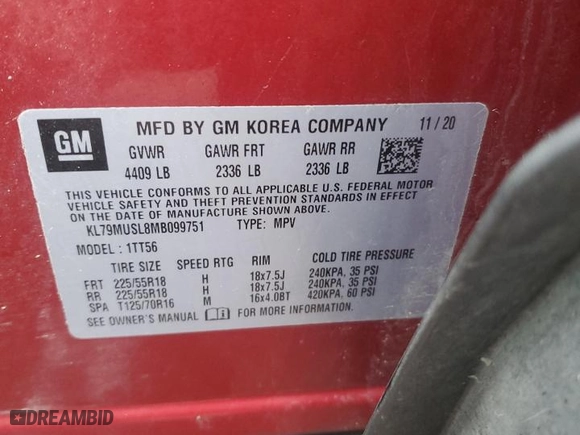 GM
MFD BY GM KOREA COMPANY 11/20
GVWR GAWR FRT GAWR RR
4409 LB 2336 LB 2336 LB
THIS VEHICLE CONFORMS TO ALL APPLICABLE U.S. FEDERAL MOTOR
VEHICLE SAFETY AND THEFT PREVENTION STANDARDS IN EFFECT
ON THE DATE OF MANUFACTURE SHOWN ABOVE.
KL79MUSL8MB099751 TYPE: MPV
MODEL: 1TT56
TIRE SIZE SPEED RTG RIM COLD TIRE PRESSURE
FRT 225/55R18 H 18x7.5J 240KPA, 35 PSI
RR 225/55R18 H 18x7.5J 240KPA, 35 PSI
SPA T125/70R16 M 16x4.0BT 420KPA, 60 PSI
SEE OWNER'S MANUAL FOR MORE INFORMATION.
DREAMBID